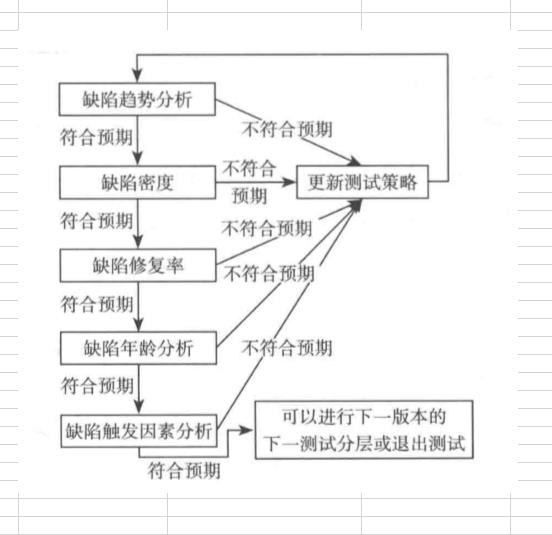 缺陷趋势分析
不符合预期
符合预期
不符合
缺陷密度
预期
更新测试策略
符合预期
不符合预期
缺陷修复率
不符合预期
符合预期
缺陷年龄分析
不符合预期
符合预期
缺陷触发因素分析
可以进行下一版本的
下一测试分层或退出测试
符合预期